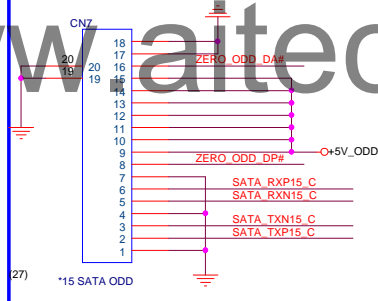 CN7
w.aitec
18
17
ZERO_ODD_DA#
16
20 20
15
19 19
14
13
12
11
10
9 +5V_ODD
ZERO_ODD_DP#
8
7
SATA_RXP15_C
6
SATA_RXN15_C
5
4
SATA_TXN15_C
3
SATA_TXP15_C
2
1
(27)
*15 SATA ODD